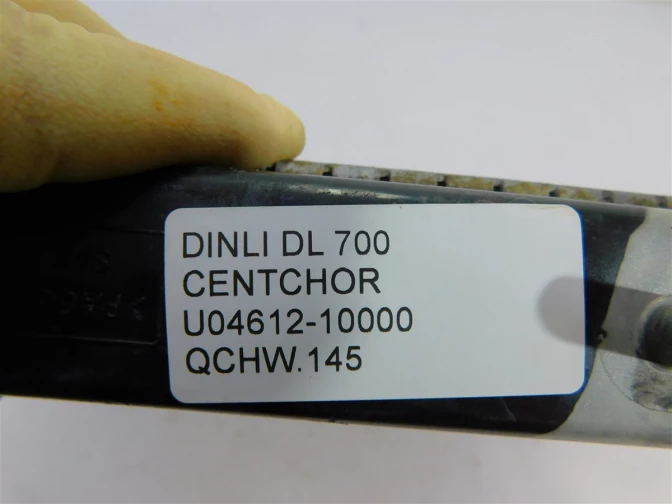 DINLI DL 700
CENTCHOR
U04612-10000
QCHW.145